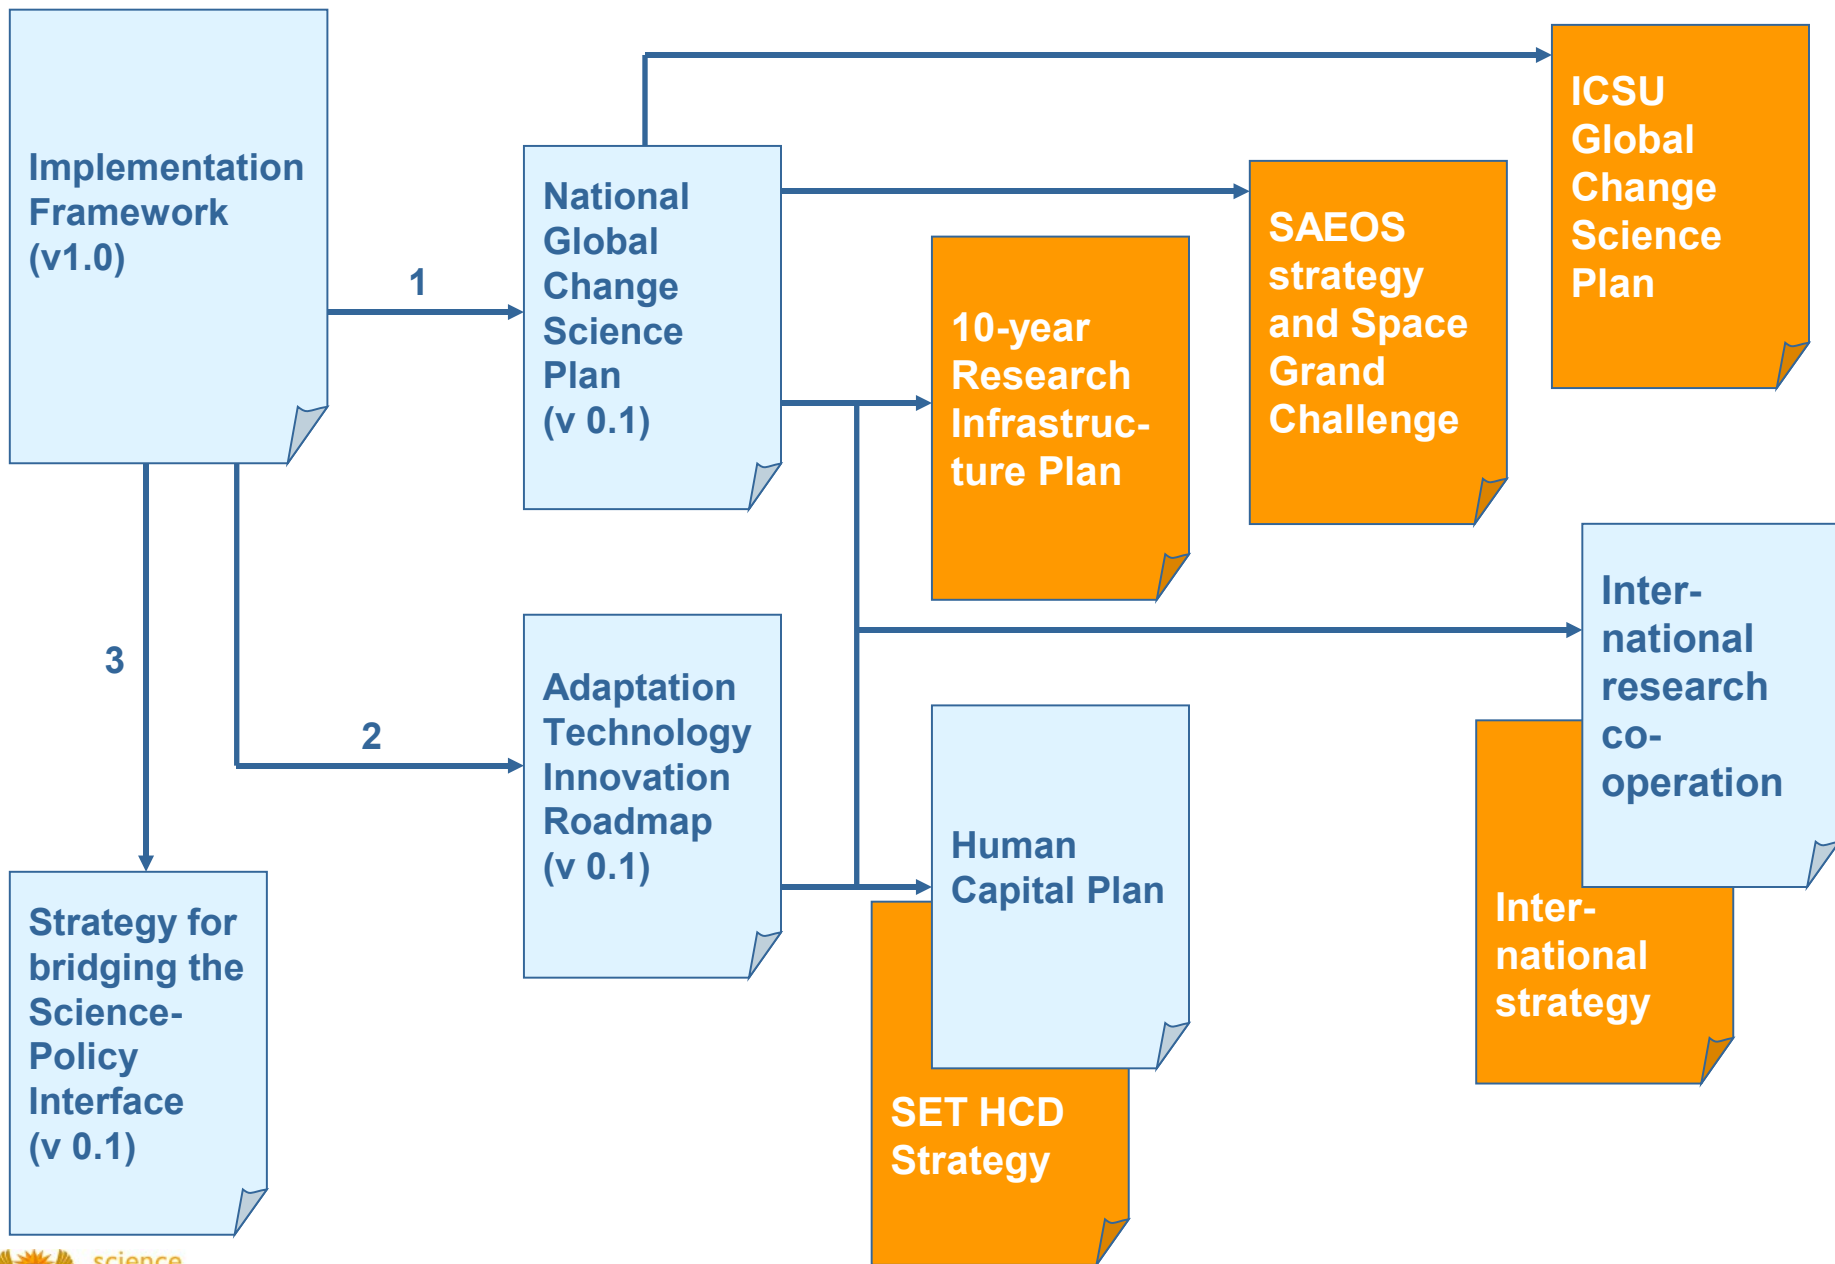 Implementation
Framework
(v1.0)
1
National
Global
Change
Science
Plan
(v 0.1)
ICSU
Global
Change
Science
Plan
SAEOS
strategy
and Space
Grand
Challenge
10-year
Research
Infrastruc-
ture Plan
3
2
Adaptation
Technology
Innovation
Roadmap
(v 0.1)
Inter-
national
research
co-
operation
Human
Capital Plan
Inter-
national
strategy
Strategy for
bridging the
Science-
Policy
Interface
(v 0.1)
SET HCD
Strategy
science